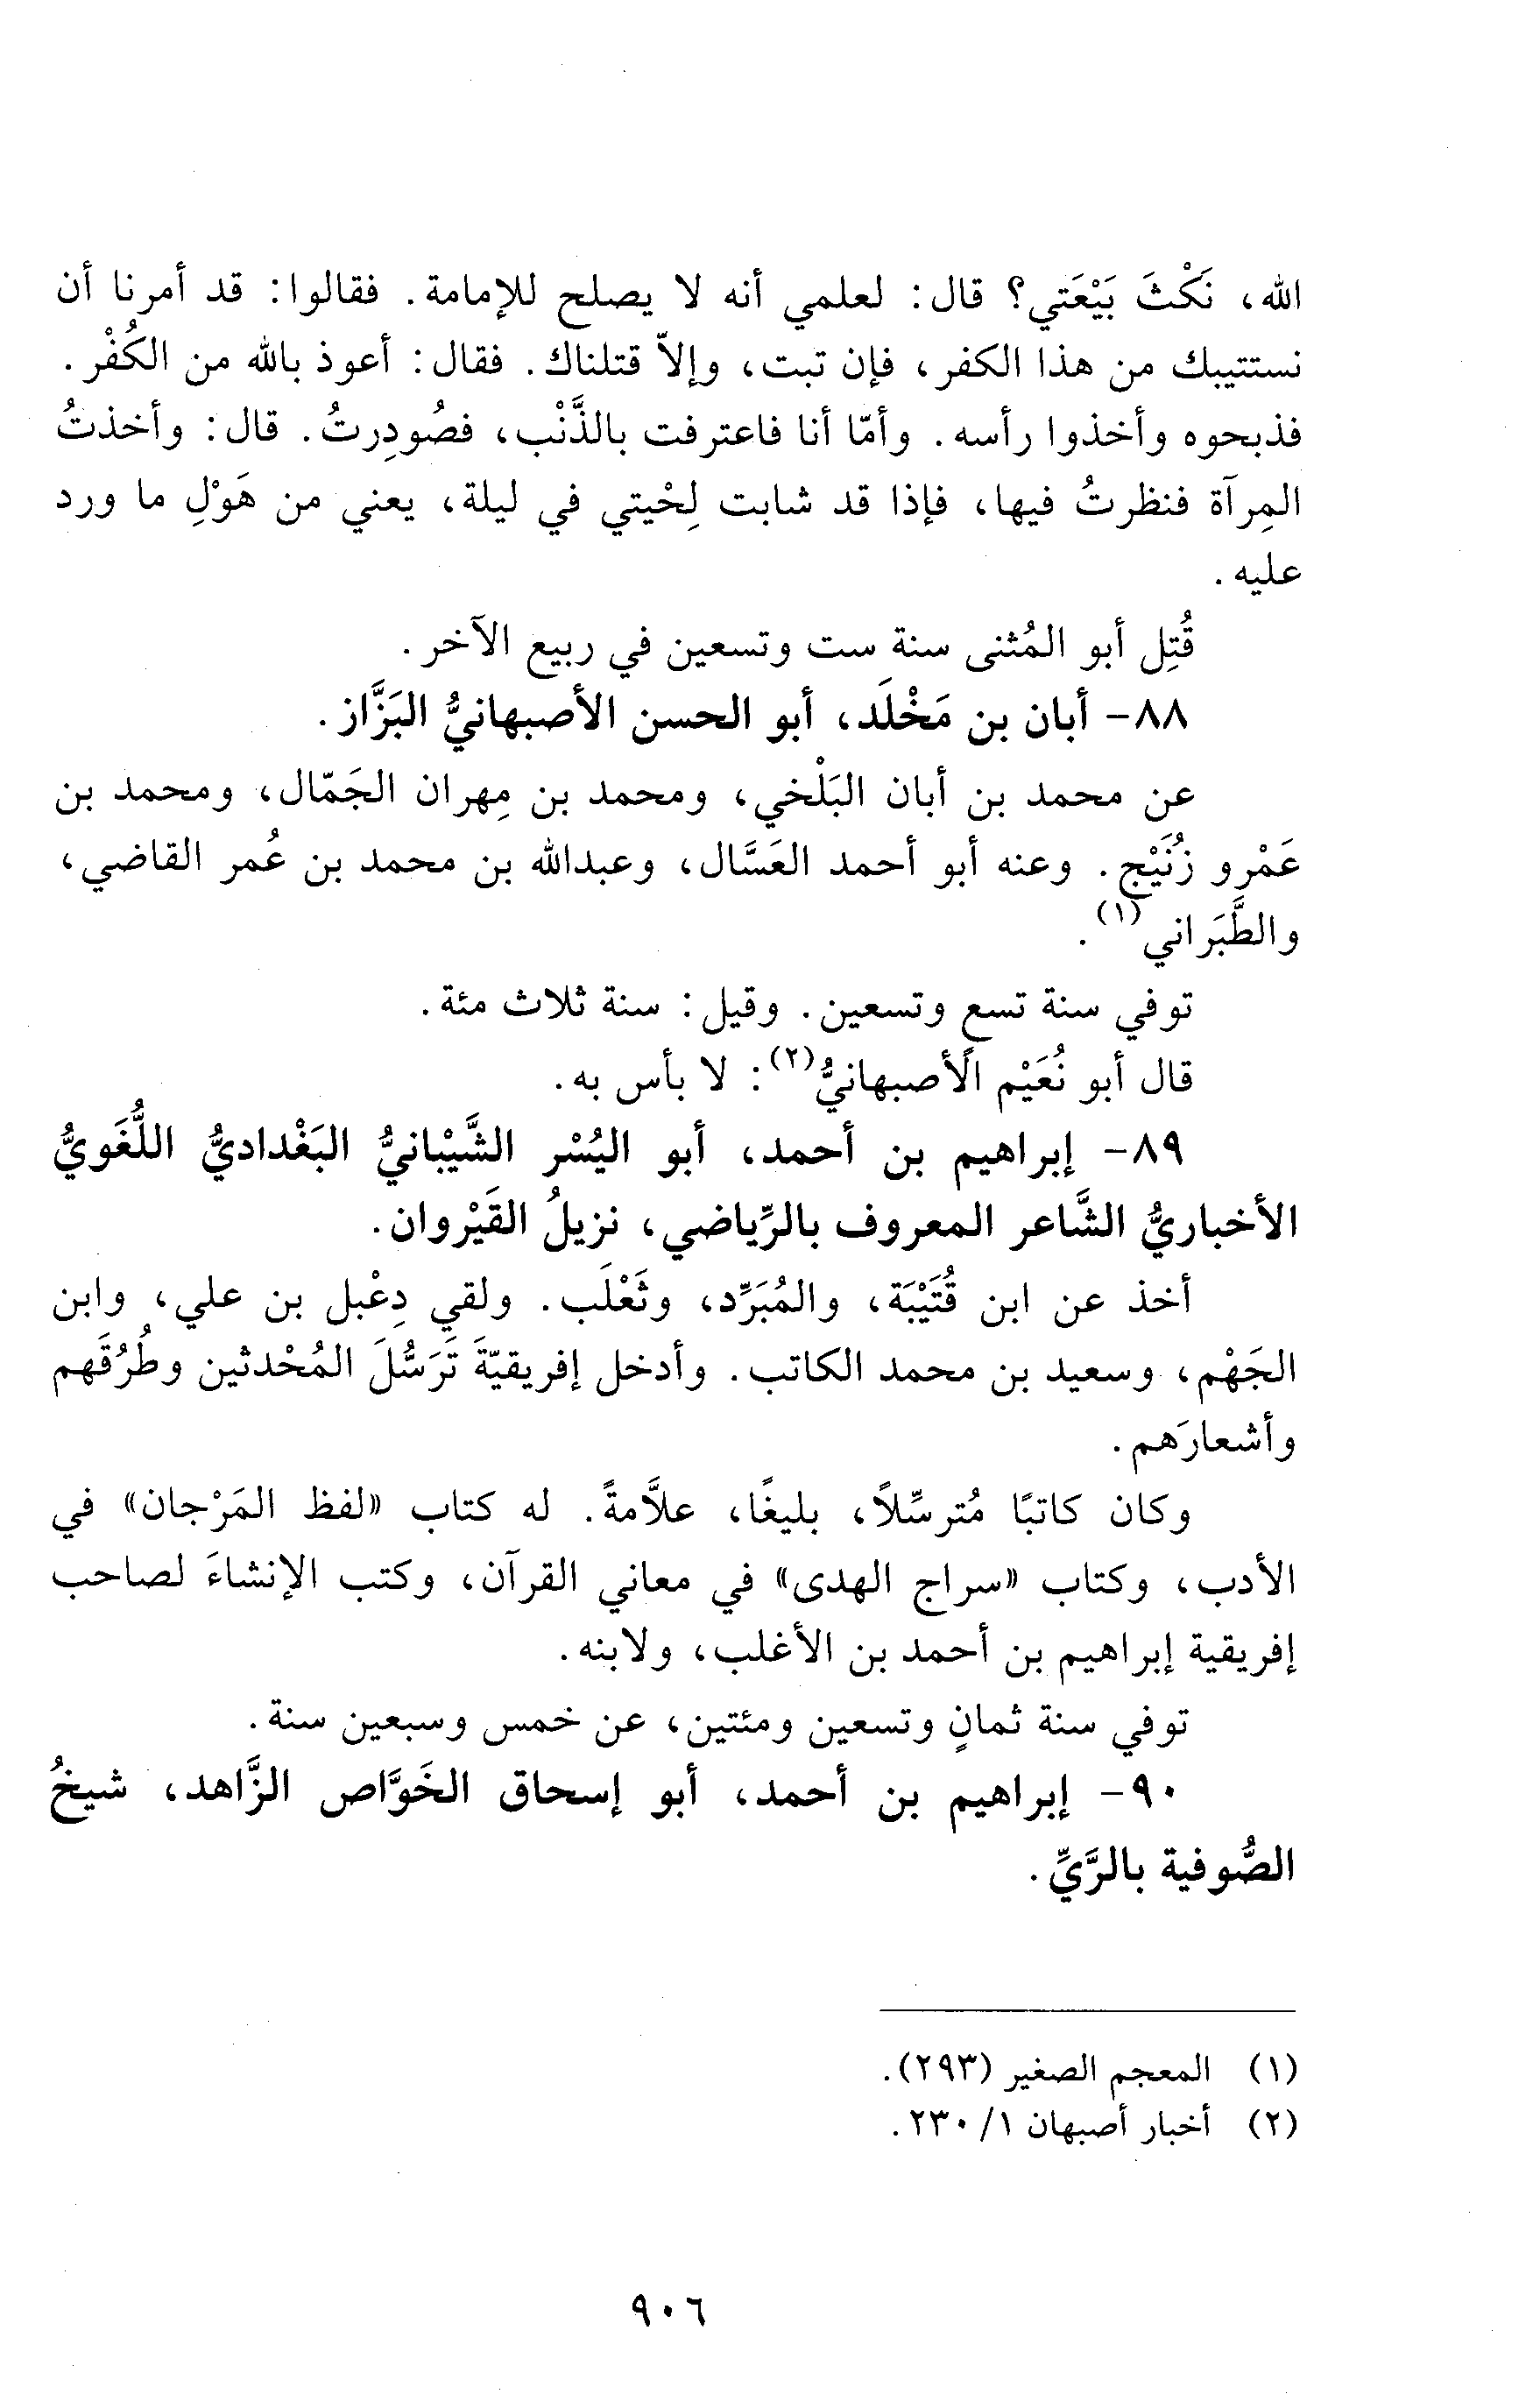 الله، نَكْثَ بَيْعَتي؟ قال: لعلمي أنه لا يصلح للإمامة. فقالوا: قد أمرنا أن
نستتيبك من هذا الكفر، فإن تبت، وإلاّ قتلناك. فقال: أعوذ بالله من الكُفْر.
فذبحوه وأخذوا رأسه. وأمّا أنا فاعترفت بالذَّنْب، فصُودِرتُ. قال: وأخذتُ
المِرآة فنظرتُ فيها، فإذا قد شابت لِحْيتي في ليلة، يعني من هَوْلِ ما ورد
عليه.
قُتِل أبو المُثنى سنة ست وتسعين في ربيع الآخر.
٨٨- أبان بن مَخْلَد، أبو الحسن الأصبهانيُّ البَزَّاز.
عن محمد بن أبان البَلْخي، ومحمد بن مِهران الجَمّال، ومحمد بن
عَمْرو زُنَيْج. وعنه أبو أحمد العَسَّال، وعبدالله بن محمد بن عُمر القاضي،
والطَّبَراني(١).
توفي سنة تسع وتسعين. وقيل: سنة ثلاث مئة.
قال أبو نُعَيْم الأصبهانيُّ(٢): لا بأس به.
٨٩- إبراهيم بن أحمد، أبو اليُسْر الشَّيْبانيُّ البَغْداديُّ اللُّغَويُّ
الأخباريُّ الشَّاعر المعروف بالرِّياضي، نزيلُ القَيْروان.
أخذ عن ابن قُتَيْبَة، والمُبَرِّد، وثَعْلَب. ولقي دِعْبل بن علي، وابن
الجَهْم، وسعيد بن محمد الكاتب. وأدخل إفريقيّةَ تَرَسُّلَ المُحْدثين وطُرُقَهم
وأشعارَهم.
وكان كاتبًا مُترسِّلاً، بليغًا، علاَّمةً. له كتاب «لفظ المَرْجان» في
الأدب، وكتاب «سراج الهدى» في معاني القرآن، وكتب الإنشاءَ لصاحب
إفريقية إبراهيم بن أحمد بن الأغلب، ولابنه.
توفي سنة ثمانٍ وتسعين ومئتين، عن خمس وسبعين سنة.
٩٠- إبراهيم بن أحمد، أبو إسحاق الخَوَّاص الزَّاهد، شيخُ
الصُّوفية بالرَّيِّ.
(١) المعجم الصغير (٢٩٣).
(٢) أخبار أصبهان ١/ ٢٣٠.
٩٠٦